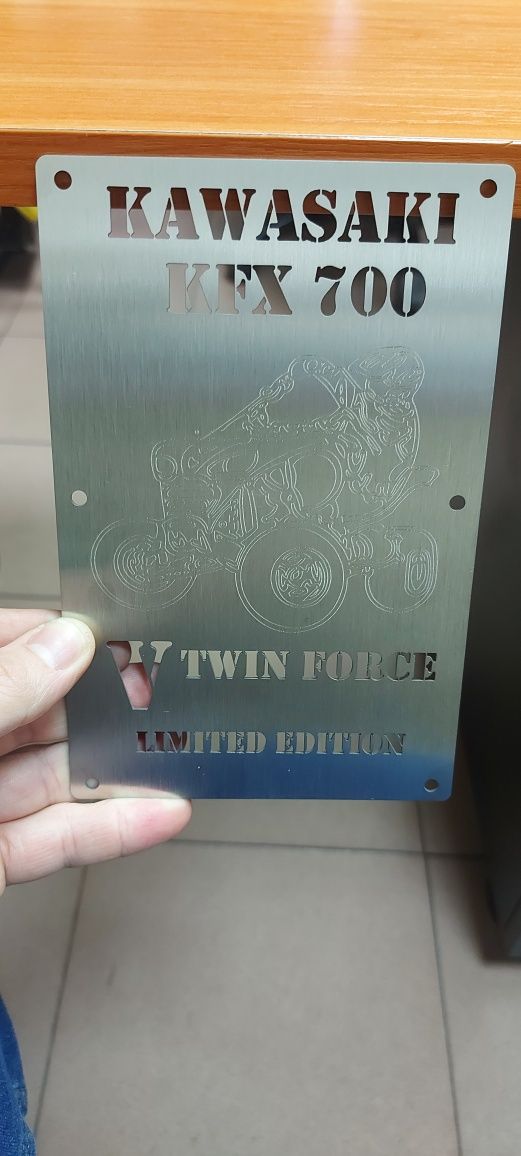 KAWASAKI
KFX 700
V TWIN FORCE
LIMITED EDITION